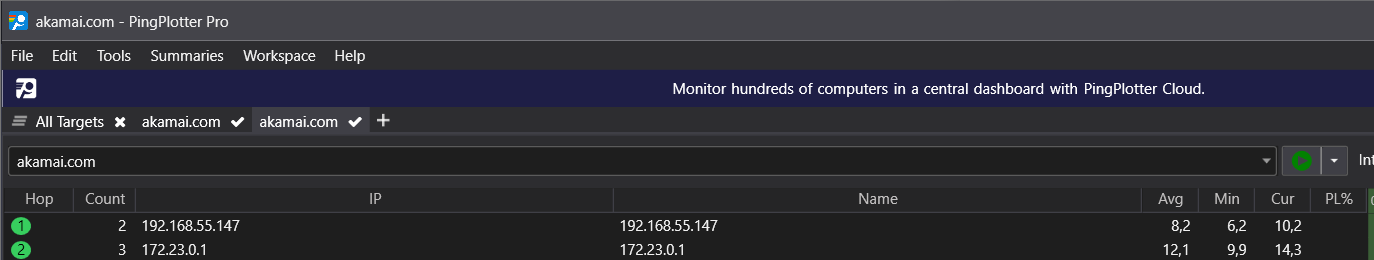 akamai.com - PingPlotter Pro
File Edit Tools Summaries Workspace Help
Monitor hundreds of computers in a central dashboard with PingPlotter Cloud.
All Targets akamai.com akamai.com
akamai.com Int
Hop Count IP Name Avg Min Cur PL%
1 2 192.168.55.147 192.168.55.147 8,2 6,2 10,2
2 3 172.23.0.1 172.23.0.1 12,1 9,9 14,3